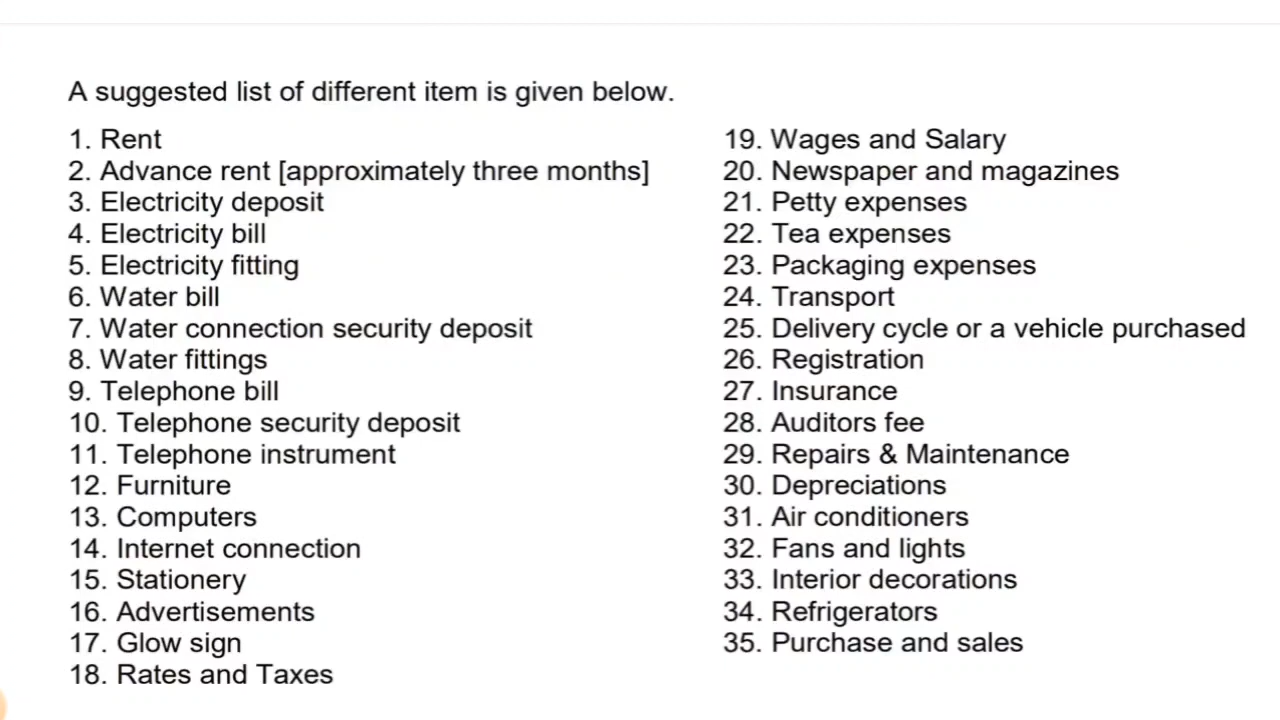 A suggested list of different item is given below.
1. Rent
2. Advance rent [approximately three months]
3. Electricity deposit
4. Electricity bill
5. Electricity fitting
6. Water bill
7. Water connection security deposit
8. Water fittings
9. Telephone bill
10. Telephone security deposit
11. Telephone instrument
12. Furniture
13. Computers
14. Internet connection
15. Stationery
16. Advertisements
17. Glow sign
18. Rates and Taxes
19. Wages and Salary
20. Newspaper and magazines
21. Petty expenses
22. Tea expenses
23. Packaging expenses
24. Transport
25. Delivery cycle or a vehicle purchased
26. Registration
27. Insurance
28. Auditors fee
29. Repairs & Maintenance
30. Depreciations
31. Air conditioners
32. Fans and lights
33. Interior decorations
34. Refrigerators
35. Purchase and sales